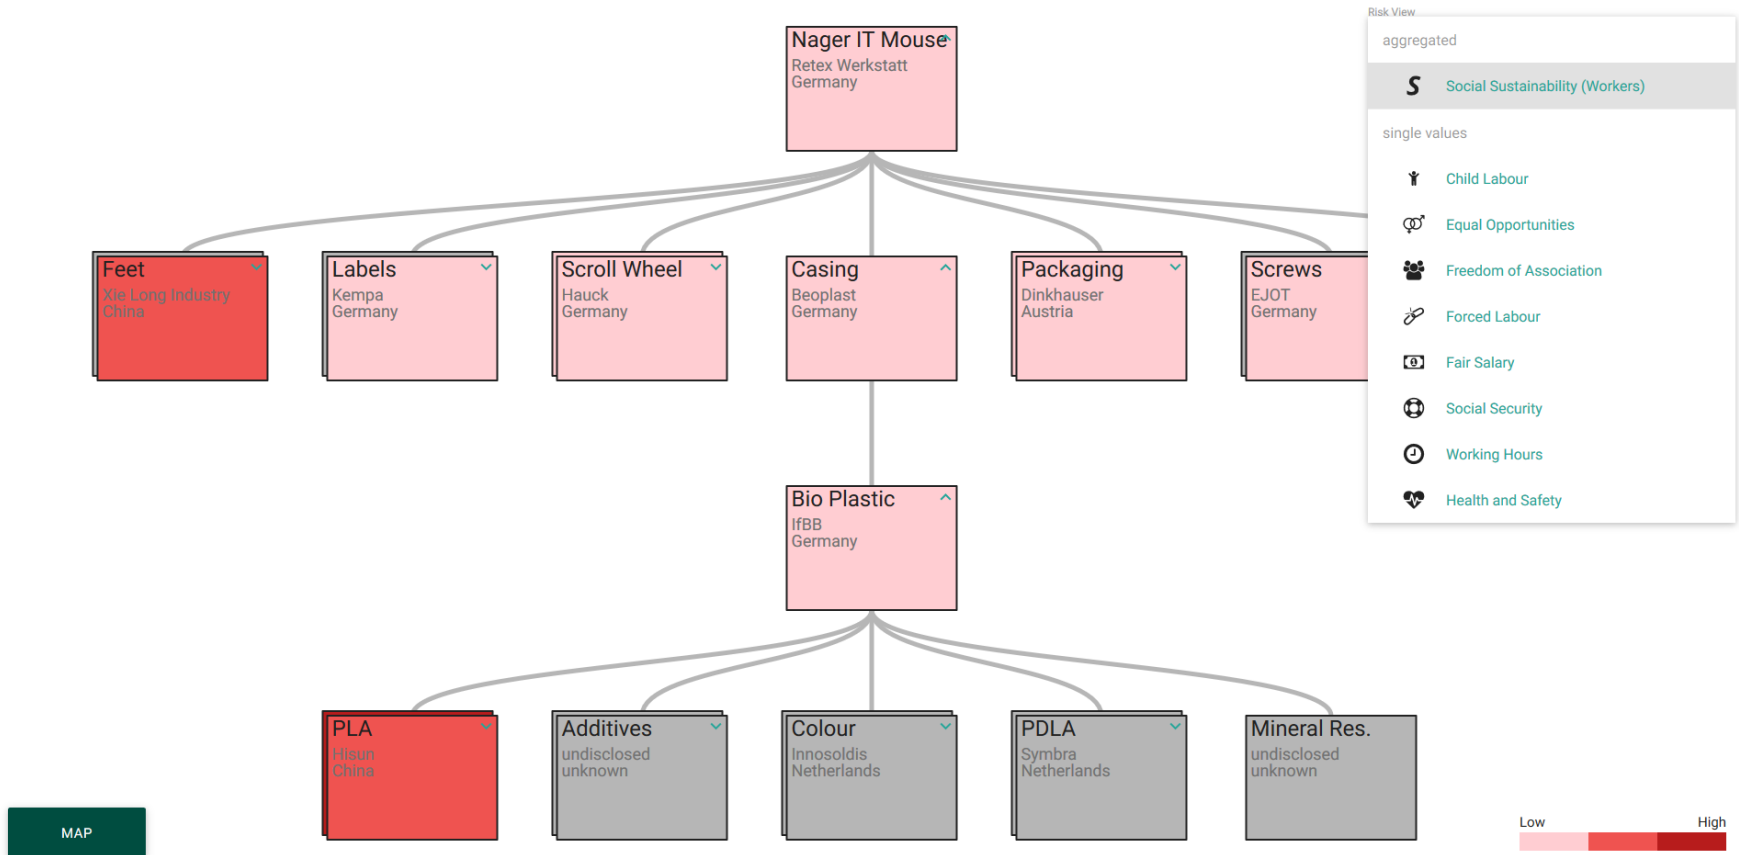 Risk View
aggregated
Social Sustainability (Workers)
single values
Child Labour
Equal Opportunities
Freedom of Association
Forced Labour
Fair Salary
Social Security
Working Hours
Health and Safety
Nager IT Mouse
Retex Werkstatt
Germany
Feet
Xie Long Industry
China
Labels
Kempa
Germany
Scroll Wheel
Hauck
Germany
Casing
Beoplast
Germany
Packaging
Dinkhauser
Austria
Screws
EJOT
Germany
Bio Plastic
IfBB
Germany
PLA
Hisun
China
Additives
undisclosed
unknown
Colour
Innosoldis
Netherlands
PDLA
Symbra
Netherlands
Mineral Res.
undisclosed
unknown
MAP
Low High